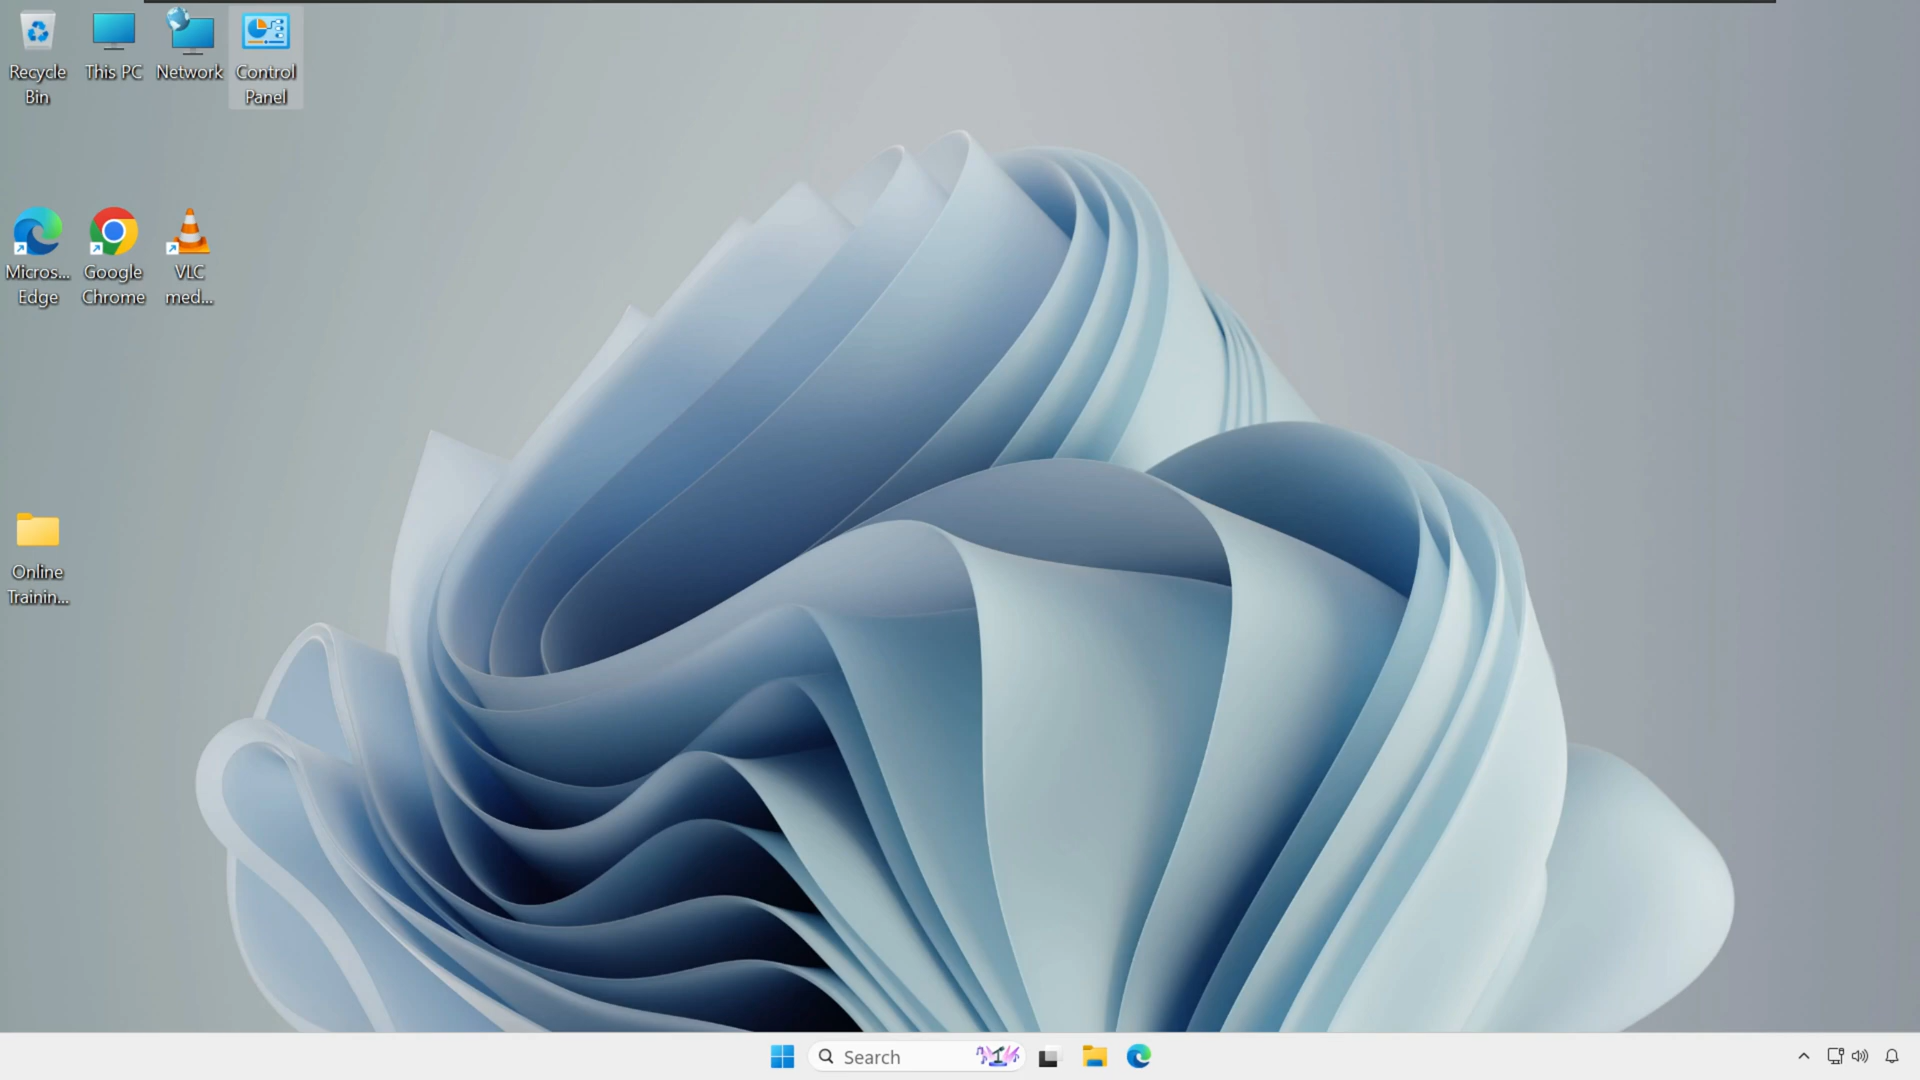 Recycle Bin
This PC
Network
Control Panel
Micros... Edge
Google Chrome
VLC med...
Online Trainin...
Search